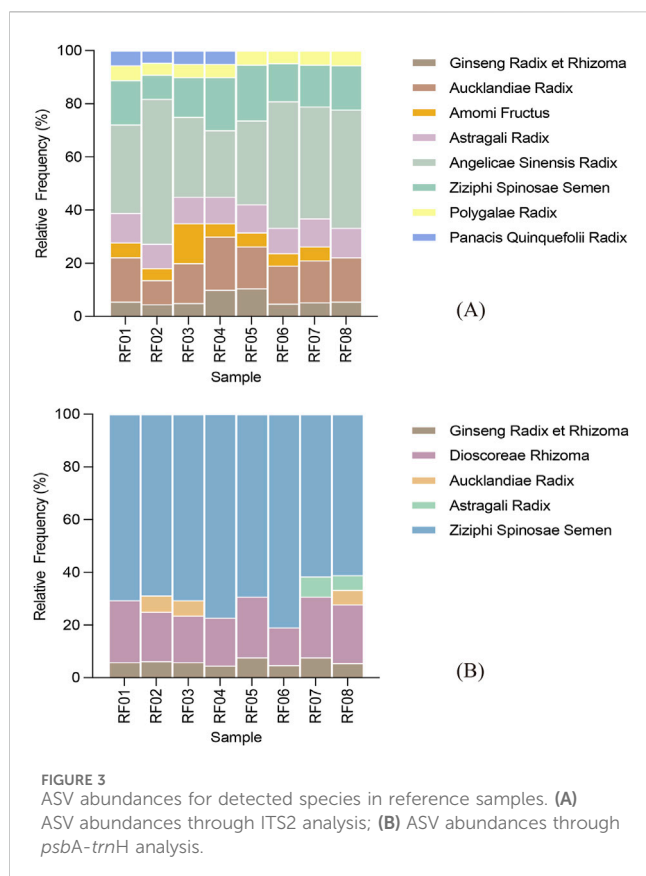 100
80
60
40
20
0
Relative Frequency (%)
RF01
RF02
RF03
RF04
RF05
RF06
RF07
RF08
Sample
Ginseng Radix et Rhizoma
Aucklandiae Radix
Amomi Fructus
Astragali Radix
Angelicae Sinensis Radix
Ziziphi Spinosae Semen
Polygalae Radix
Panacis Quinquefolii Radix
(A)
100
80
60
40
20
0
Relative Frequency (%)
RF01
RF02
RF03
RF04
RF05
RF06
RF07
RF08
Sample
Ginseng Radix et Rhizoma
Dioscoreae Rhizoma
Aucklandiae Radix
Astragali Radix
Ziziphi Spinosae Semen
(B)
FIGURE 3
ASV abundances for detected species in reference samples. (A)
ASV abundances through ITS2 analysis; (B) ASV abundances through
psbA-trnH analysis.